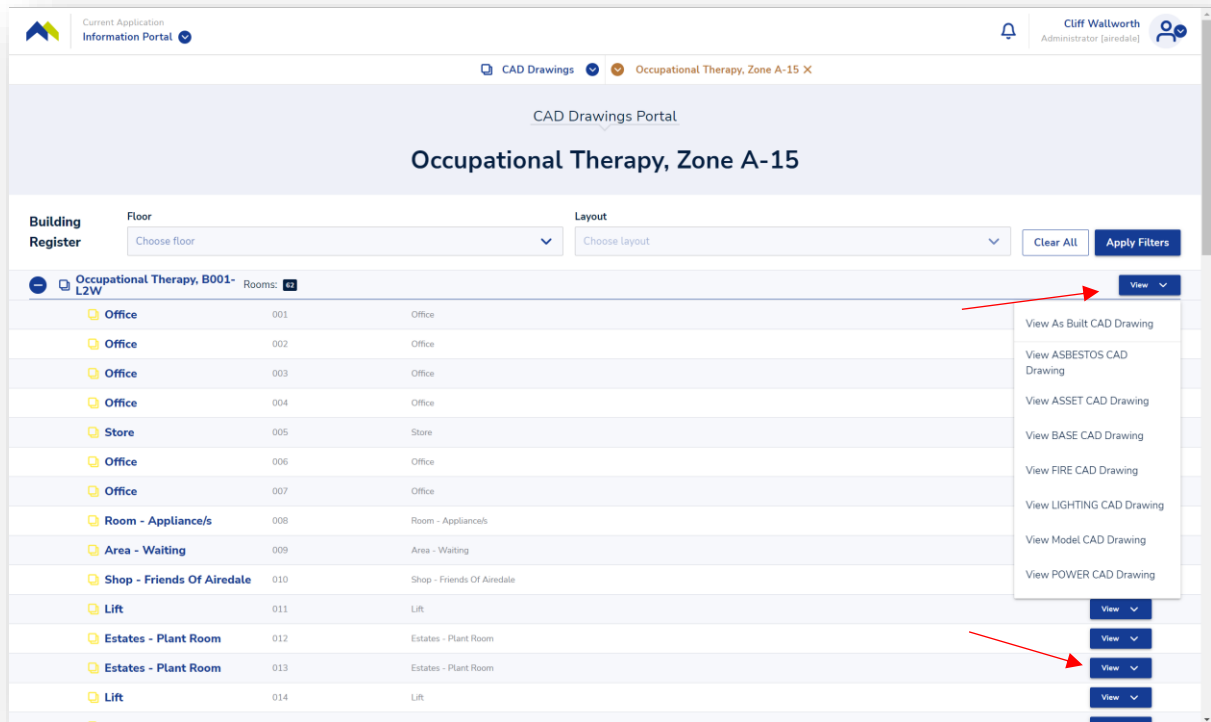 Current Application
Information Portal
Cliff Wallworth
Administrator [airedale]
CAD Drawings
Occupational Therapy, Zone A-15
CAD Drawings Portal
Occupational Therapy, Zone A-15
Building
Register
Floor
Choose floor
Layout
Choose layout
Clear All
Apply Filters
Occupational Therapy, B001-
L2W
Rooms: 62
View
Office 001 Office
Office 002 Office
Office 003 Office
Office 004 Office
Store 005 Store
Office 006 Office
Office 007 Office
Room - Appliance/s 008 Room - Appliance/s
Area - Waiting 009 Area - Waiting
Shop - Friends Of Airedale 010 Shop - Friends Of Airedale
View As Built CAD Drawing
View ASBESTOS CAD
Drawing
View ASSET CAD Drawing
View BASE CAD Drawing
View FIRE CAD Drawing
View LIGHTING CAD Drawing
View Model CAD Drawing
View POWER CAD Drawing
Lift 011 Lift View
Estates - Plant Room 012 Estates - Plant Room View
Estates - Plant Room 013 Estates - Plant Room View
Lift 014 Lift View